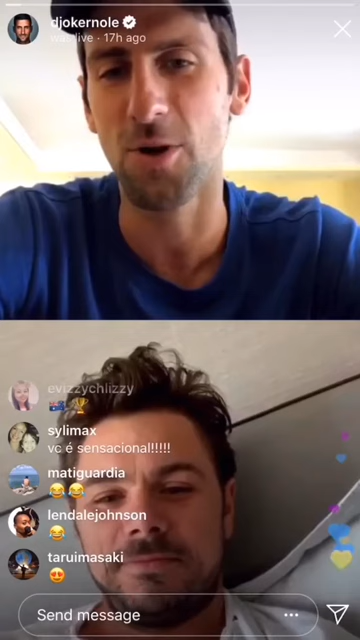 djokernole
17h ago
evizzychlizzy
sylimax
vc é sensacional!!!!!
matiguardia
😂😂
lendalejohnson
😂
taruimasaki
😍
Send message